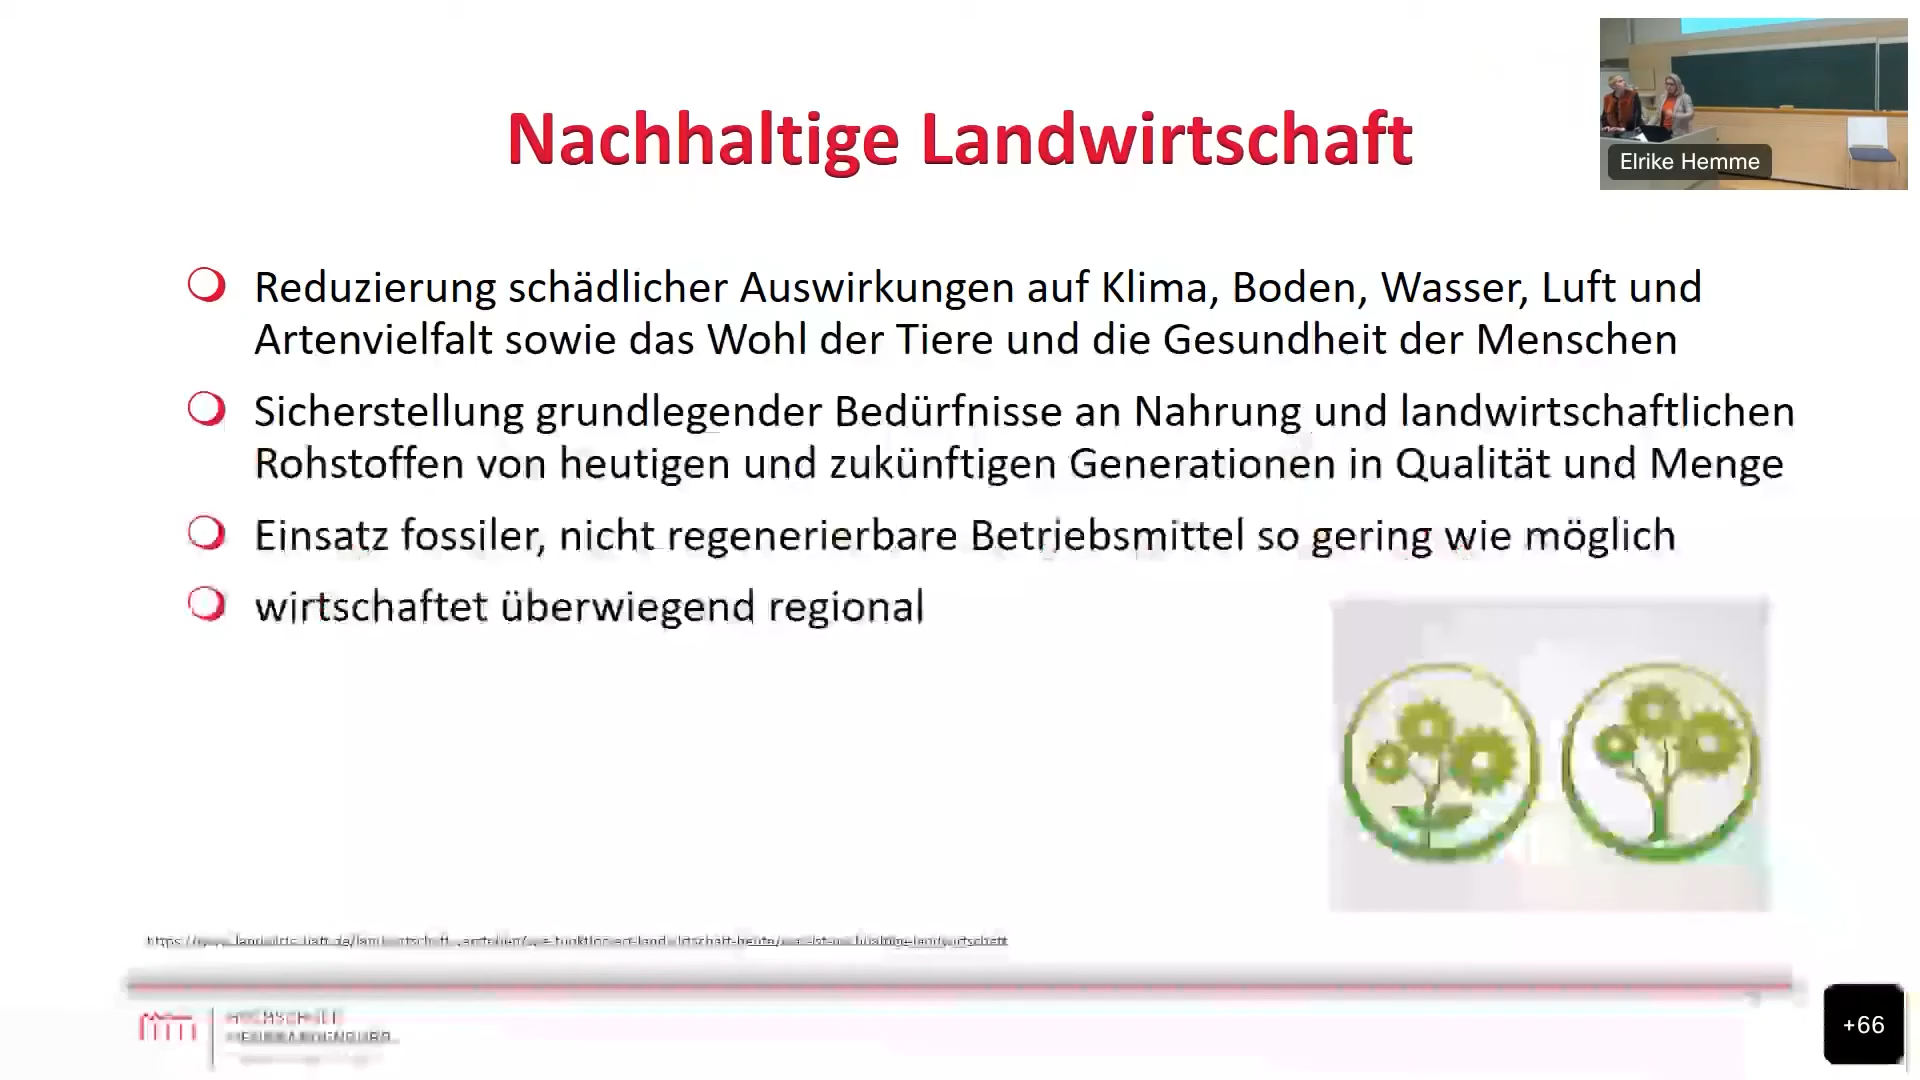 Nachhaltige Landwirtschaft
Elrike Hemme
Reduzierung schädlicher Auswirkungen auf Klima, Boden, Wasser, Luft und
Artenvielfalt sowie das Wohl der Tiere und die Gesundheit der Menschen
Sicherstellung grundlegender Bedürfnisse an Nahrung und landwirtschaftlichen
Rohstoffen von heutigen und zukünftigen Generationen in Qualität und Menge
Einsatz fossiler, nicht regenerierbare Betriebsmittel so gering wie möglich
wirtschaftet überwiegend regional
HOCHSCHULE
NEUBRANDENBURG
+66